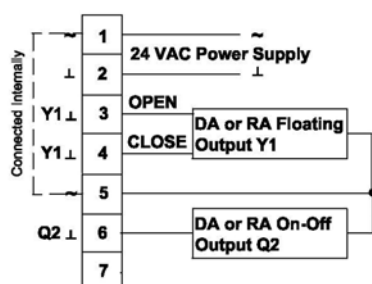 Connected Internally
~ 1 ~
24 VAC Power Supply
⊥ 2 ⊥
Y1⊥ 3 OPEN
DA or RA Floating
Output Y1
Y1⊥ 4 CLOSE
~ 5
Q2⊥ 6
DA or RA On-Off
Output Q2
7